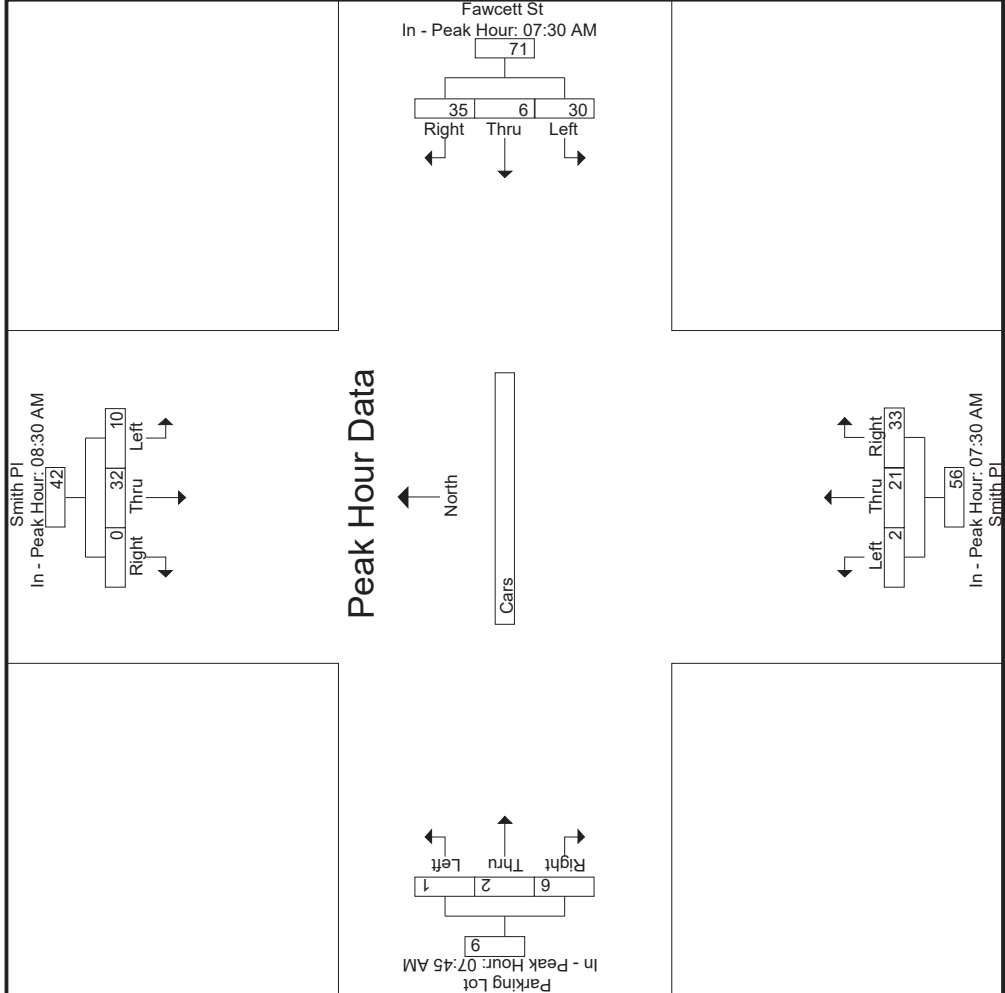 Fawcett St
In - Peak Hour: 07:30 AM
71
35 6 30
Right Thru Left
Smith Pl
In - Peak Hour: 08:30 AM
42
0 32 10
Right Thru Left
Peak Hour Data
North
Cars
Left Thru Right
2 21 33
56
In - Peak Hour: 07:30 AM
Smith Pl
Parking Lot
In - Peak Hour: 07:45 AM
9
6 2 1
Right Thru Left